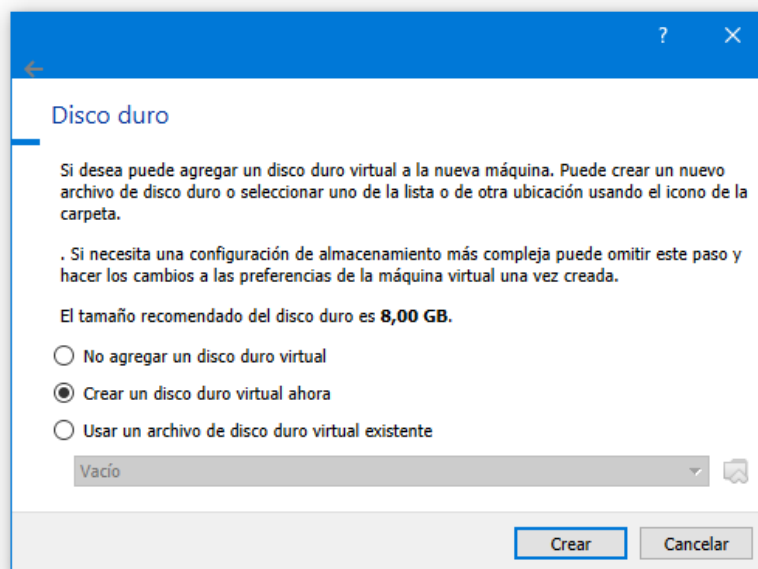 ?
Disco duro
Si desea puede agregar un disco duro virtual a la nueva máquina. Puede crear un nuevo
archivo de disco duro o seleccionar uno de la lista o de otra ubicación usando el icono de la
carpeta.
. Si necesita una configuración de almacenamiento más compleja puede omitir este paso y
hacer los cambios a las preferencias de la máquina virtual una vez creada.
El tamaño recomendado del disco duro es 8,00 GB.
No agregar un disco duro virtual
Crear un disco duro virtual ahora
Usar un archivo de disco duro virtual existente
Vacío
Crear Cancelar